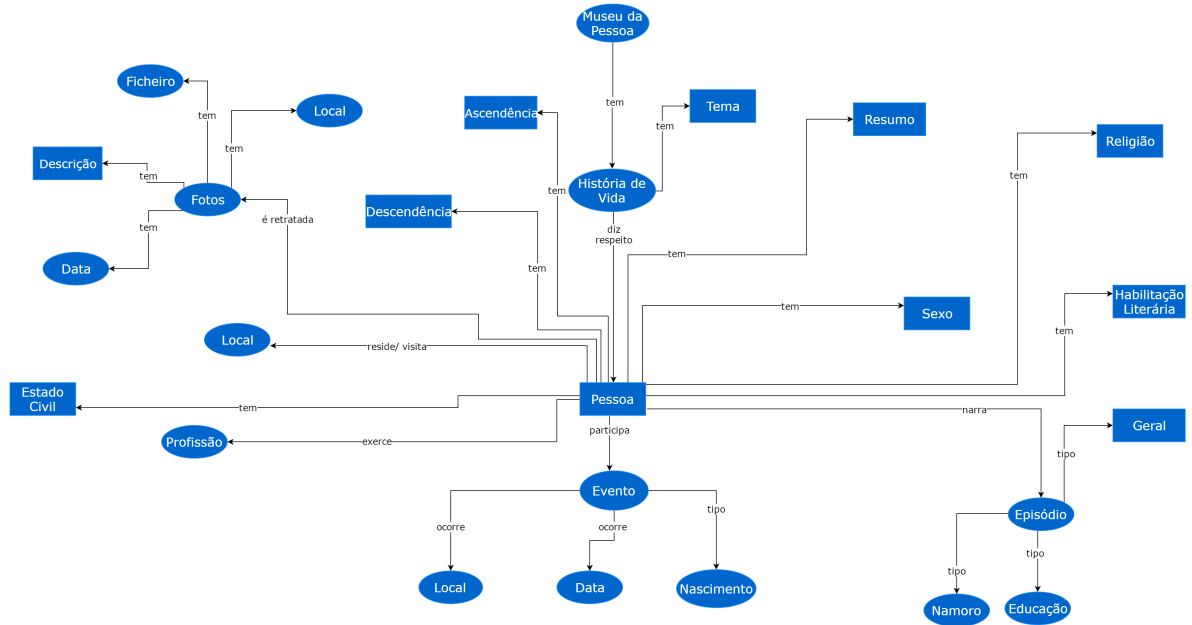 Museu da
Pessoa
Ficheiro
tem
Tema
Local
tem
Ascendência
Resumo
tem
tem
Religião
tem
Descrição
tem
História de
Vida
tem
tem
Fotos
Descendência
é retratada
tem
diz
respeito
tem
Data
tem
Habilitação
Literária
tem
Sexo
tem
Local
reside/ visita
Estado
Civil
tem
Pessoa
narra
Geral
participa
Profissão
exerce
tipo
Evento
tipo
Episódio
ocorre
ocorre
tipo
tipo
Local
Data
Nascimento
Namoro
Educação